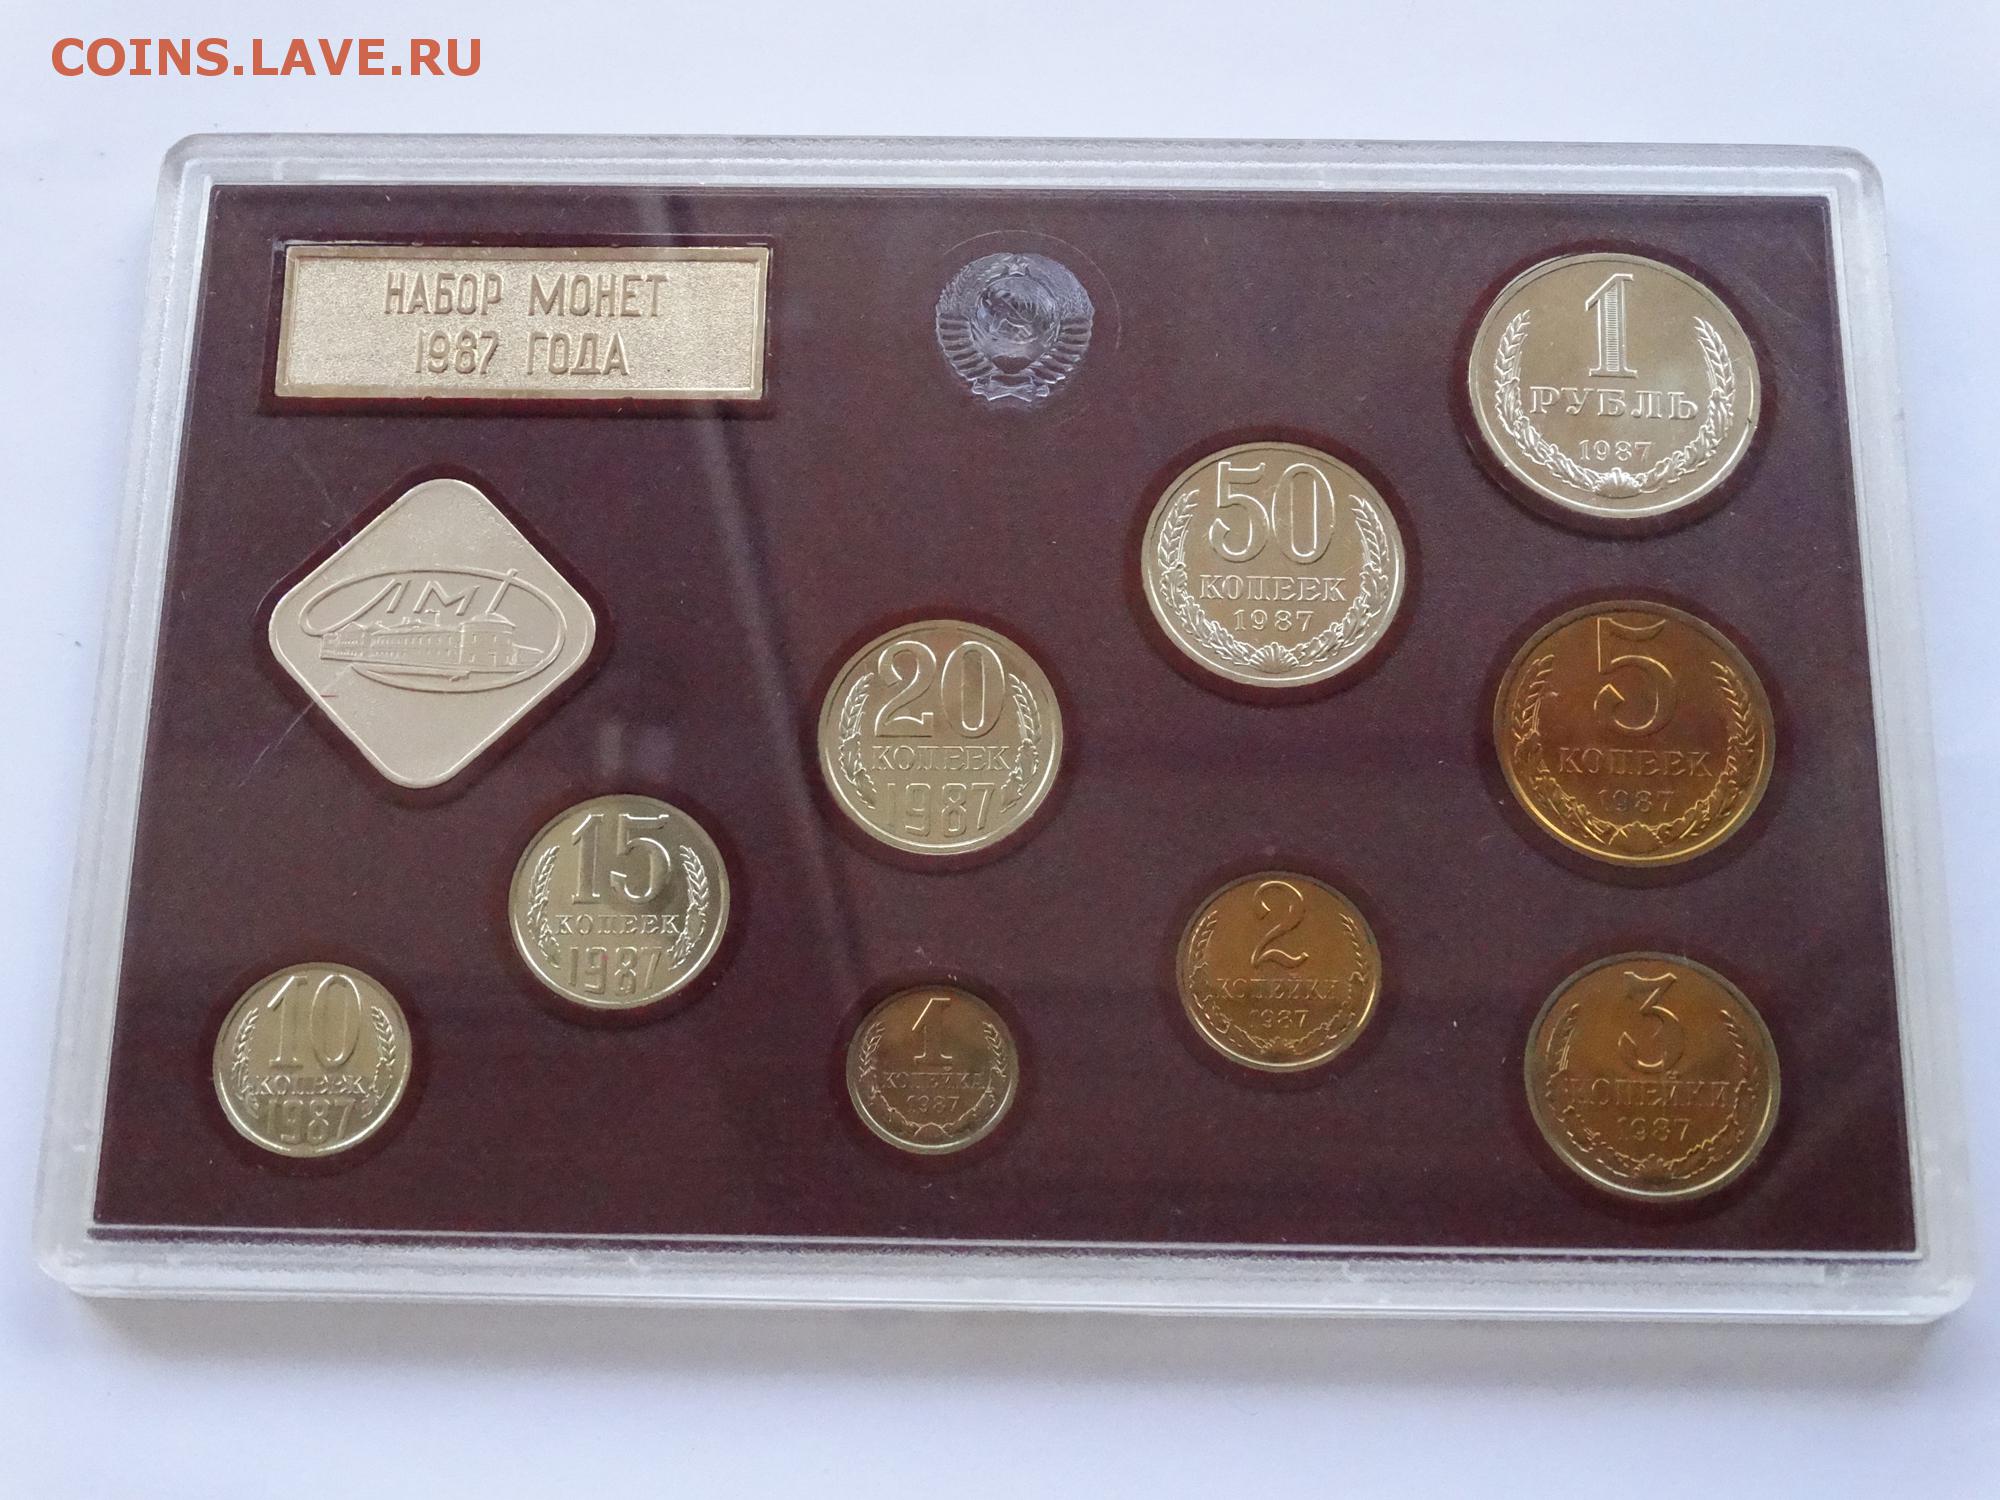 COINS.LAVE.RU
НАБОР МОНЕТ
1987 ГОДА
1
РУБЛЬ
1987
50
КОПЕЕК
1987
ЛМД
20
КОПЕЕК
1987
5
КОПЕЕК
1987
15
КОПЕЕК
1987
2
КОПЕЙКИ
1987
10
КОПЕЕК
1987
1
КОПЕЙКА
1987
3
КОПЕЙКИ
1987